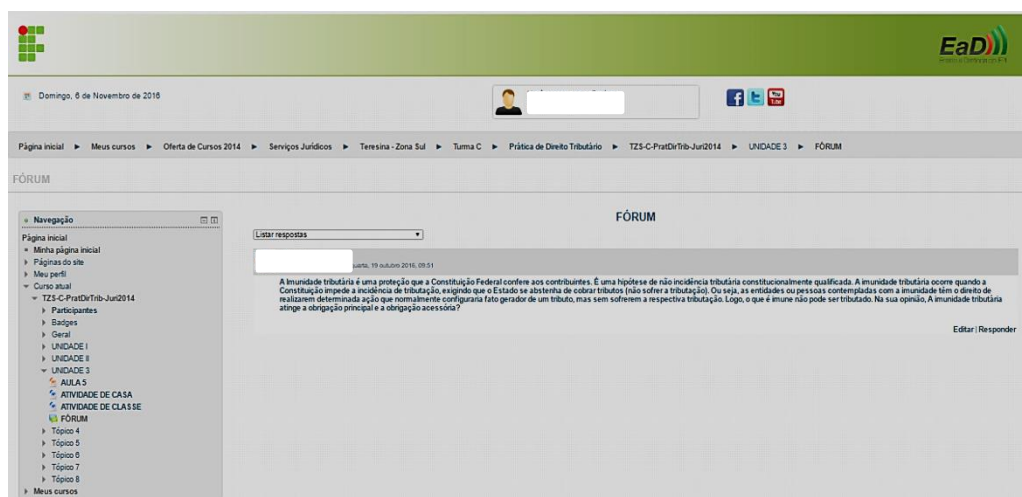 EaD
Domingo, 6 de Novembro de 2016
Página inicial ► Meus cursos ► Oferta de Cursos 2014 ► Serviços Jurídicos ► Teresina - Zona Sul ► Turma C ► Prática de Direito Tributário ► TZS-C-PratDirTrib-Juri2014 ► UNIDADE 3 ► FÓRUM
FÓRUM
Navegação
Página inicial
Minha página inicial
Páginas do site
Meu perfil
Curso atual
TZS-C-PratDirTrib-Juri2014
Participantes
Badges
Geral
UNIDADE I
UNIDADE II
UNIDADE 3
AULA 5
ATIVIDADE DE CASA
ATIVIDADE DE CLASSE
FÓRUM
Tópico 4
Tópico 5
Tópico 6
Tópico 7
Tópico 8
Meus cursos
FÓRUM
Listar respostas
quarta, 19 outubro 2016, 09:51
A Imunidade tributária é uma proteção que a Constituição Federal confere aos contribuintes. É uma hipótese de não incidência tributária constitucionalmente qualificada. A imunidade tributária ocorre quando a
Constituição impede a incidência de tributação, exigindo que o Estado se abstenha de cobrar tributos (não sofrer a tributação). Ou seja, as entidades ou pessoas contempladas com a imunidade têm o direito de
realizarem determinada ação que normalmente configuraria fato gerador de um tributo, mas sem sofrerem a respectiva tributação. Logo, o que é imune não pode ser tributado. Na sua opinião, A imunidade tributária
atinge a obrigação principal e a obrigação acessória?
Editar | Responder